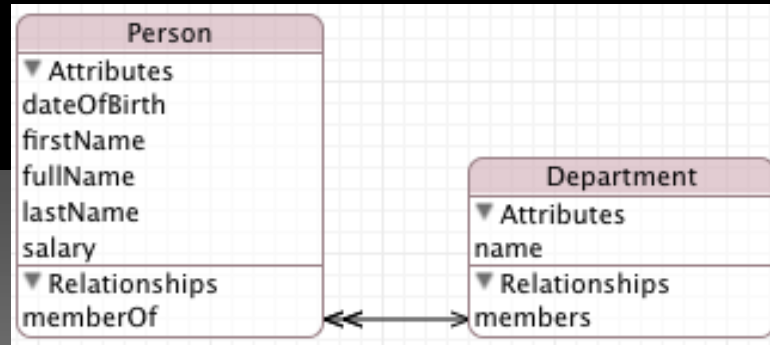 Person
Attributes
dateOfBirth
firstName
fullName
lastName
salary
Relationships
memberOf
Department
Attributes
name
Relationships
members